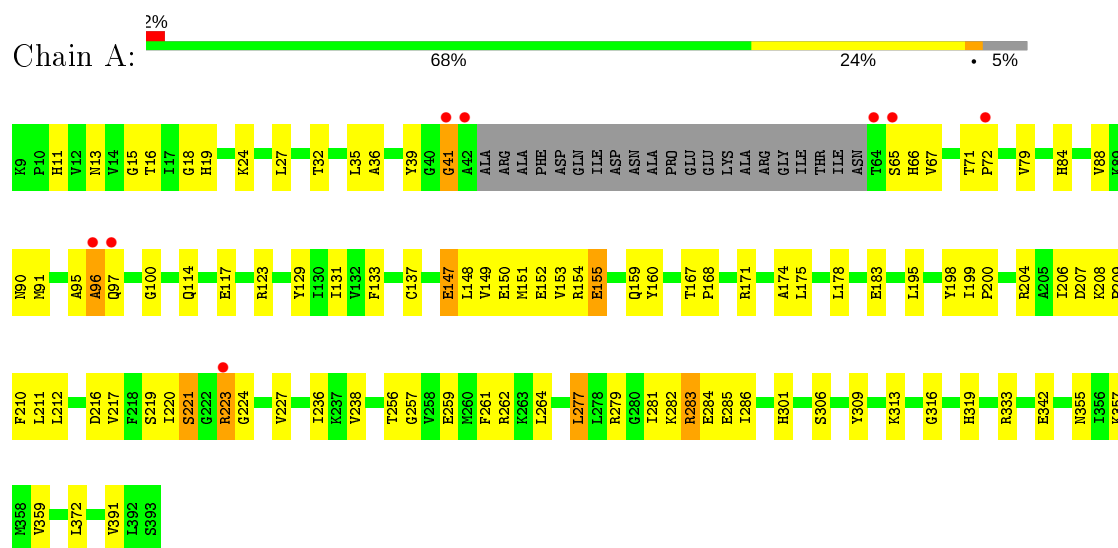 2%
Chain A:
68% 24% • 5%
K9 P10 H11 V12 N13 V14 G15 T16 I17 G18 H19 K24 L27 T32 L35 A36 Y39 G40 G41 A42 ALA ARG ALA PHE ASP GLN ILE ASP ASN ALA PRO GLU GLU LYS ALA ARG GLY ILE THR ILE ASN T64 S65 H66 V67 T71 P72 V79 H84 V88 K89
N90 M91 A95 A96 Q97 G100 Q114 E117 R123 Y129 I130 I131 V132 F133 C137 E147 L148 V149 E150 M151 E152 V153 R154 E155 Q159 Y160 T167 P168 R171 A174 L175 L178 E183 L195 Y198 I199 P200 R204 A205 I206 D207 K208 P209
F210 L211 L212 D216 V217 F218 S219 I220 S221 G222 R223 G224 V227 I236 K237 V238 T256 G257 V258 E259 M260 F261 R262 K263 L264 L277 L278 R279 G280 I281 K282 R283 E284 E285 I286 H301 S306 Y309 K313 G316 H319 R333 E342 N355 I356 K357
M358 V359 L372 V391 L392 S393